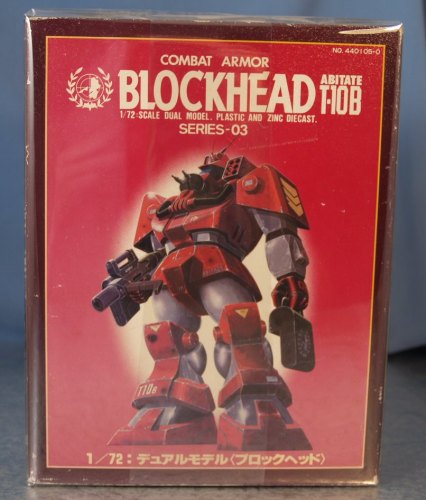 NO. 440105-0
COMBAT ARMOR
BLOCKHEAD
ABITATE
T-10B
1/72-SCALE DUAL MODEL. PLASTIC AND ZINC DIECAST.
SERIES-03
T10B
1/72:デュアルモデル〈ブロックヘッド〉